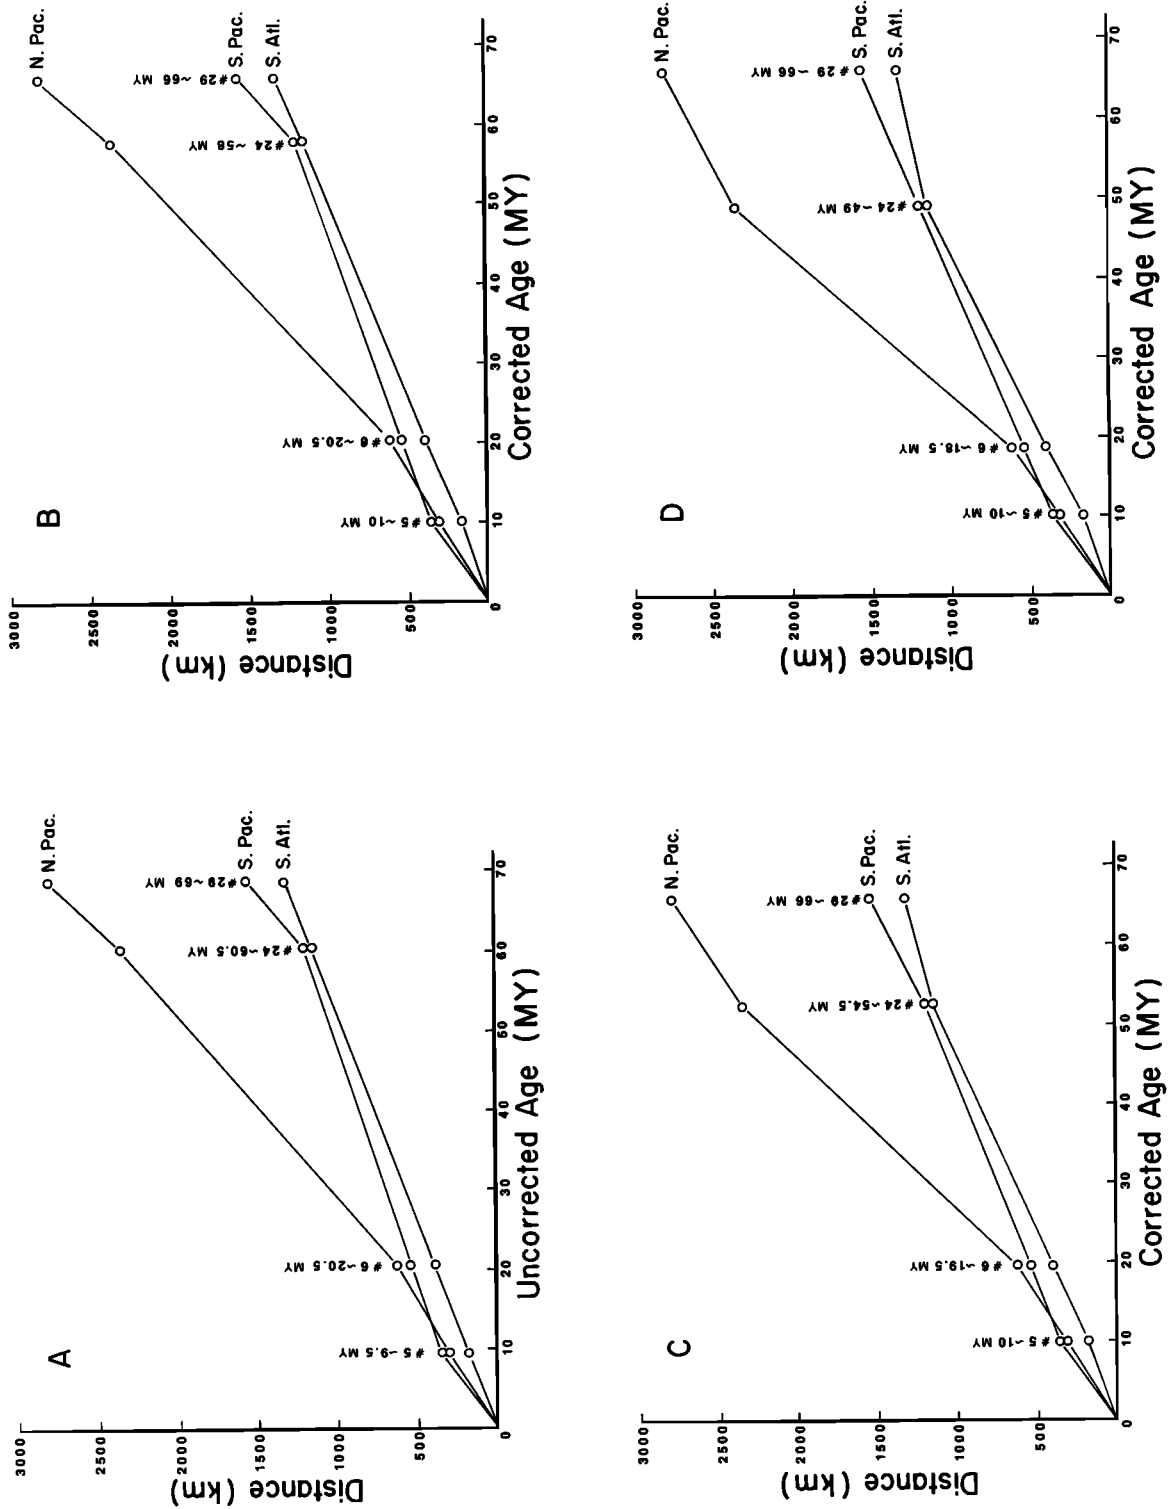 A
3000
2500
2000
1500
1000
500
Distance (km)
0
10
20
30
40
50
60
70
Uncorrected Age (MY)
#5~9.5 MY
#6~20.5 MY
#24~60.5 MY
#29~69 MY
N. Pac.
S. Pac.
S. Atl.
B
3000
2500
2000
1500
1000
500
Distance (km)
0
10
20
30
40
50
60
70
Corrected Age (MY)
#5~10 MY
#6~20.5 MY
#24~58 MY
#29~66 MY
N. Pac.
S. Pac.
S. Atl.
C
3000
2500
2000
1500
1000
500
Distance (km)
0
10
20
30
40
50
60
70
Corrected Age (MY)
#5~10 MY
#6~19.5 MY
#24~54.5 MY
#29~66 MY
N. Pac.
S. Pac.
S. Atl.
D
3000
2500
2000
1500
1000
500
Distance (km)
0
10
20
30
40
50
60
70
Corrected Age (MY)
#5~10 MY
#6~18.5 MY
#24~49 MY
#29~66 MY
N. Pac.
S. Pac.
S. Atl.